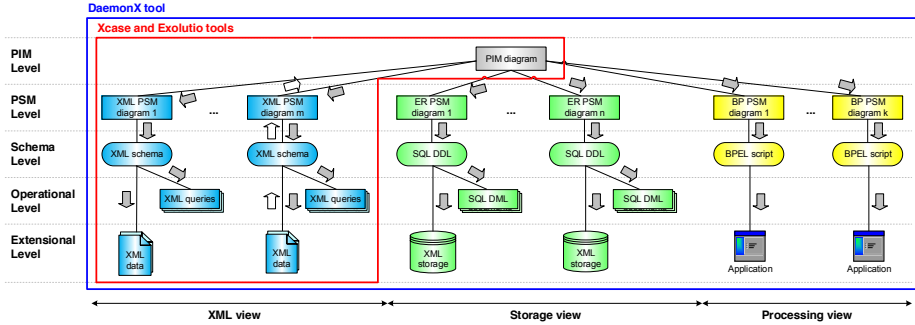 DaemonX tool
Xcase and Exolutio tools
PIM
Level
PIM diagram
PSM
Level
XML PSM
diagram 1
...
XML PSM
diagram m
ER PSM
diagram 1
...
ER PSM
diagram n
BP PSM
diagram 1
...
BP PSM
diagram k
Schema
Level
XML schema
XML schema
SQL DDL
SQL DDL
BPEL script
BPEL script
Operational
Level
XML queries
XML queries
SQL DML
SQL DML
Extensional
Level
XML
data
XML
data
XML
storage
XML
storage
Application
Application
XML view
Storage view
Processing view